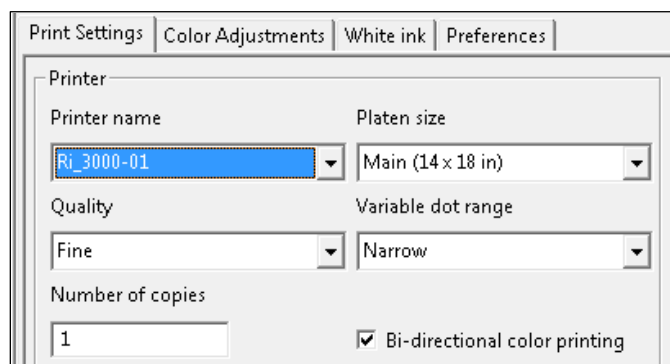 Print Settings Color Adjustments White ink Preferences
Printer
Printer name Platen size
Ri_3000-01 Main (14 x 18 in)
Quality Variable dot range
Fine Narrow
Number of copies
1 Bi-directional color printing